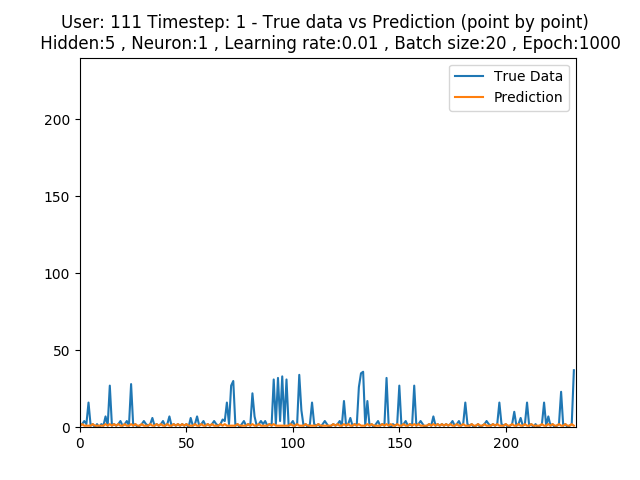 User: 111 Timestep: 1 - True data vs Prediction (point by point)
Hidden:5 , Neuron:1 , Learning rate:0.01 , Batch size:20 , Epoch:1000
True Data
Prediction
200
150
100
50
0
0 50 100 150 200